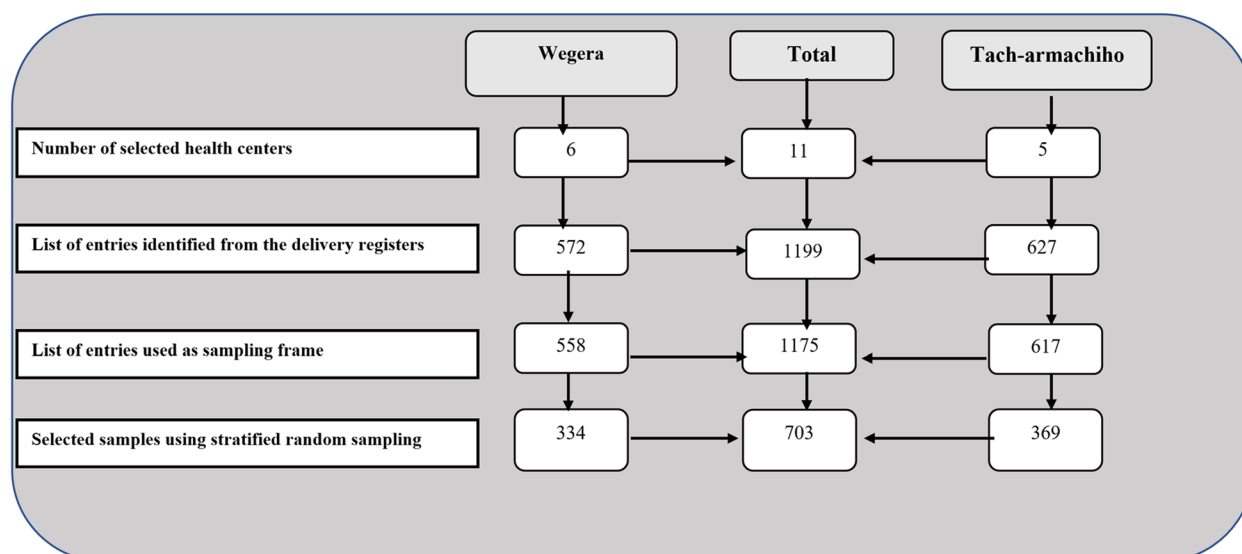 Wegera
Total
Tach-armachiho
Number of selected health centers
6
11
5
List of entries identified from the delivery registers
572
1199
627
List of entries used as sampling frame
558
1175
617
Selected samples using stratified random sampling
334
703
369